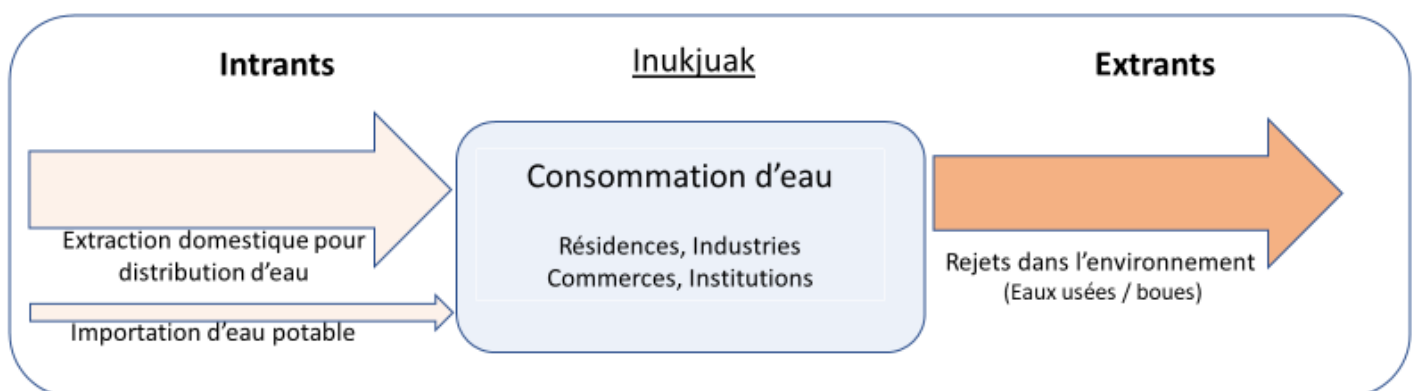 Intrants
Inukjuak
Extrants
Extraction domestique pour
distribution d'eau
Importation d'eau potable
Consommation d'eau
Résidences, Industries
Commerces, Institutions
Rejets dans l'environnement
(Eaux usées / boues)